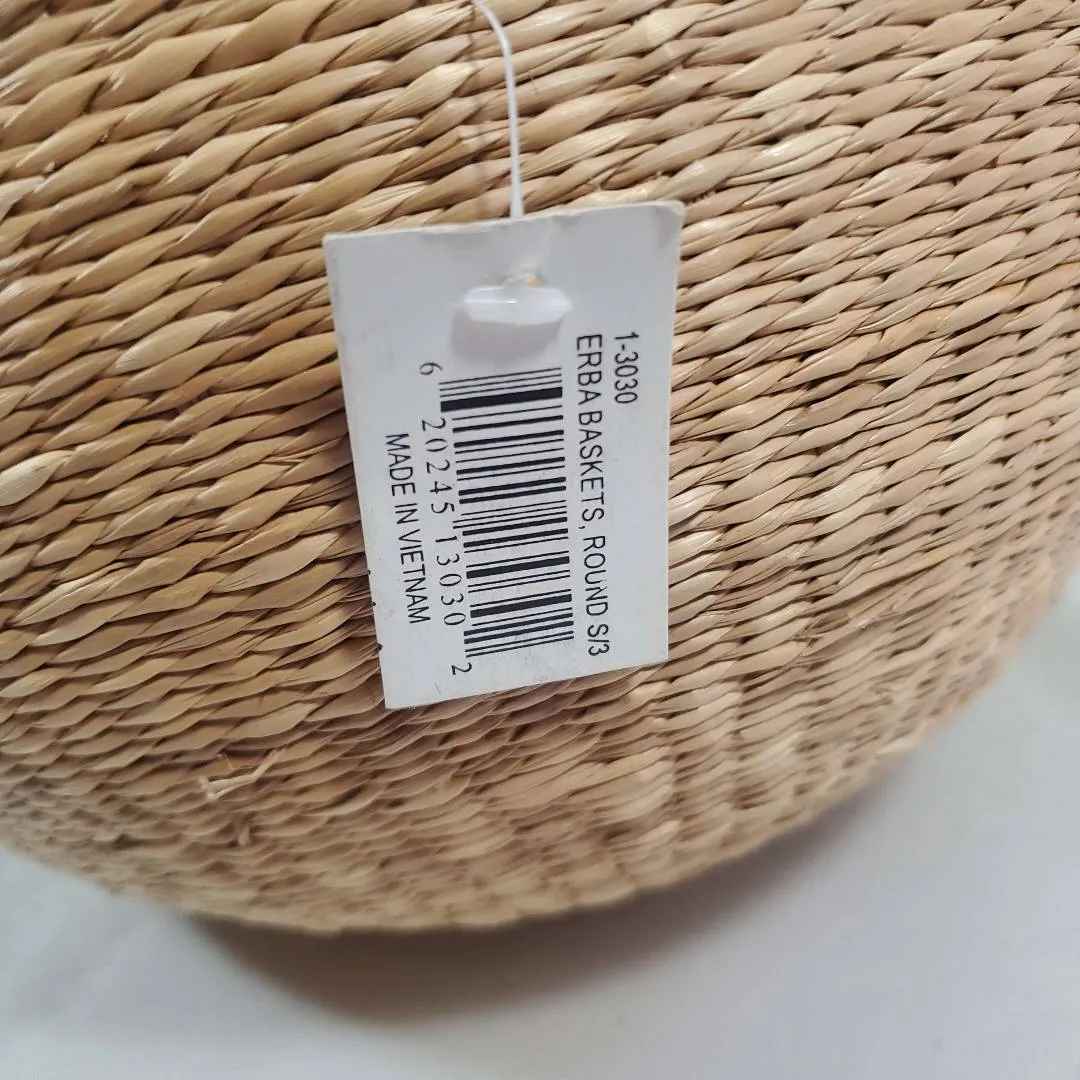 1-3030
ERBA BASKETS, ROUND S/3
6 20245 13030 2
MADE IN VIETNAM